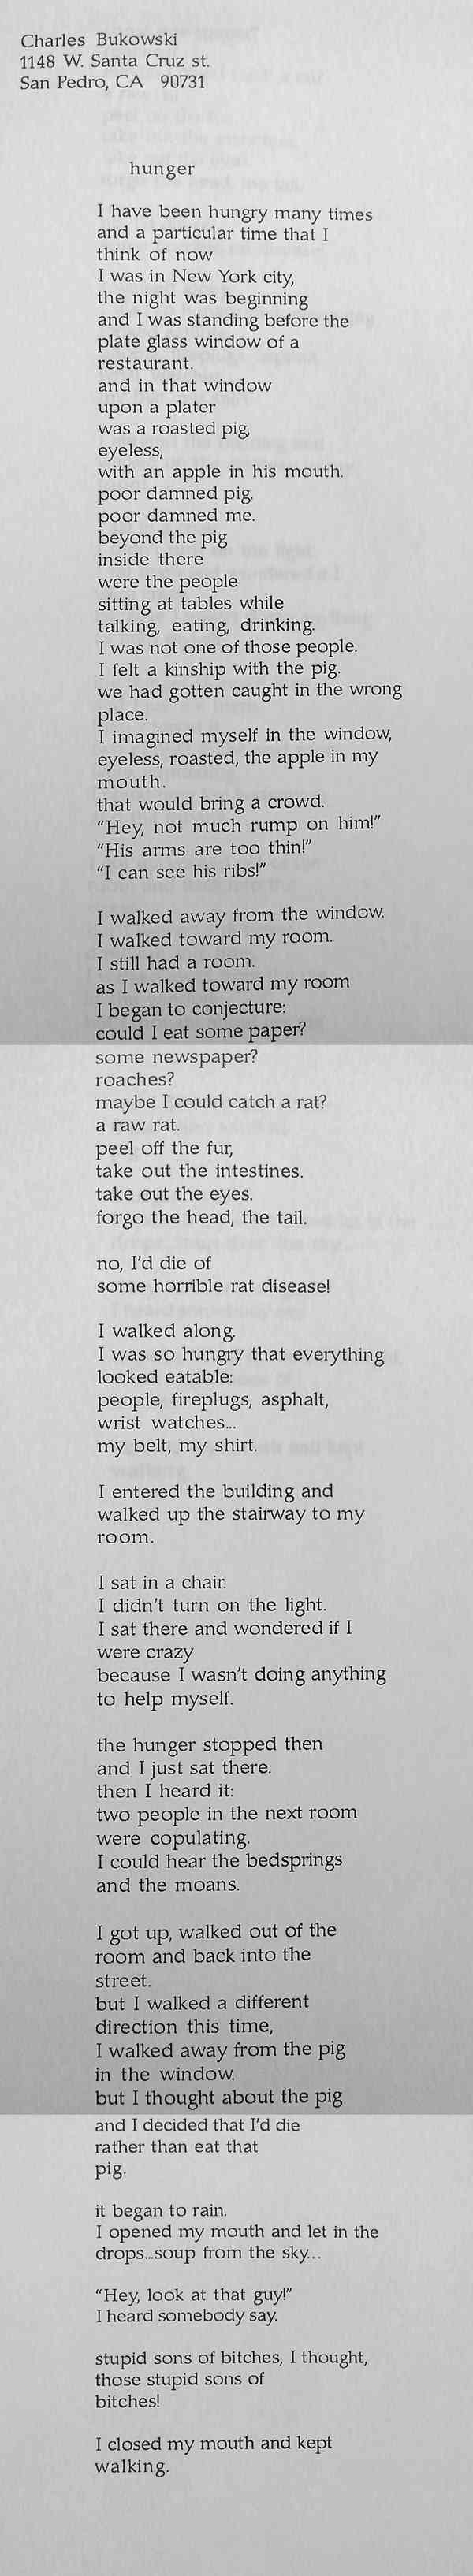 Charles Bukowski
1148 W. Santa Cruz st.
San Pedro, CA 90731
hunger
I have been hungry many times
and a particular time that I
think of now
I was in New York city,
the night was beginning
and I was standing before the
plate glass window of a
restaurant.
and in that window
upon a plater
was a roasted pig,
eyeless,
with an apple in his mouth.
poor damned pig.
poor damned me.
beyond the pig
inside there
were the people
sitting at tables while
talking, eating, drinking.
I was not one of those people.
I felt a kinship with the pig.
we had gotten caught in the wrong
place.
I imagined myself in the window,
eyeless, roasted, the apple in my
mouth.
that would bring a crowd.
“Hey, not much rump on him!”
“His arms are too thin!”
“I can see his ribs!”
I walked away from the window.
I walked toward my room.
I still had a room.
as I walked toward my room
I began to conjecture:
could I eat some paper?
some newspaper?
roaches?
maybe I could catch a rat?
a raw rat.
peel off the fur,
take out the intestines.
take out the eyes.
forgo the head, the tail.
no, I’d die of
some horrible rat disease!
I walked along.
I was so hungry that everything
looked eatable:
people, fireplugs, asphalt,
wrist watches...
my belt, my shirt.
I entered the building and
walked up the stairway to my
room.
I sat in a chair.
I didn’t turn on the light.
I sat there and wondered if I
were crazy
because I wasn’t doing anything
to help myself.
the hunger stopped then
and I just sat there.
then I heard it:
two people in the next room
were copulating.
I could hear the bedsprings
and the moans.
I got up, walked out of the
room and back into the
street.
but I walked a different
direction this time,
I walked away from the pig
in the window.
but I thought about the pig
and I decided that I’d die
rather than eat that
pig.
it began to rain.
I opened my mouth and let in the
drops...soup from the sky...
“Hey, look at that guy!”
I heard somebody say.
stupid sons of bitches, I thought,
those stupid sons of
bitches!
I closed my mouth and kept
walking.